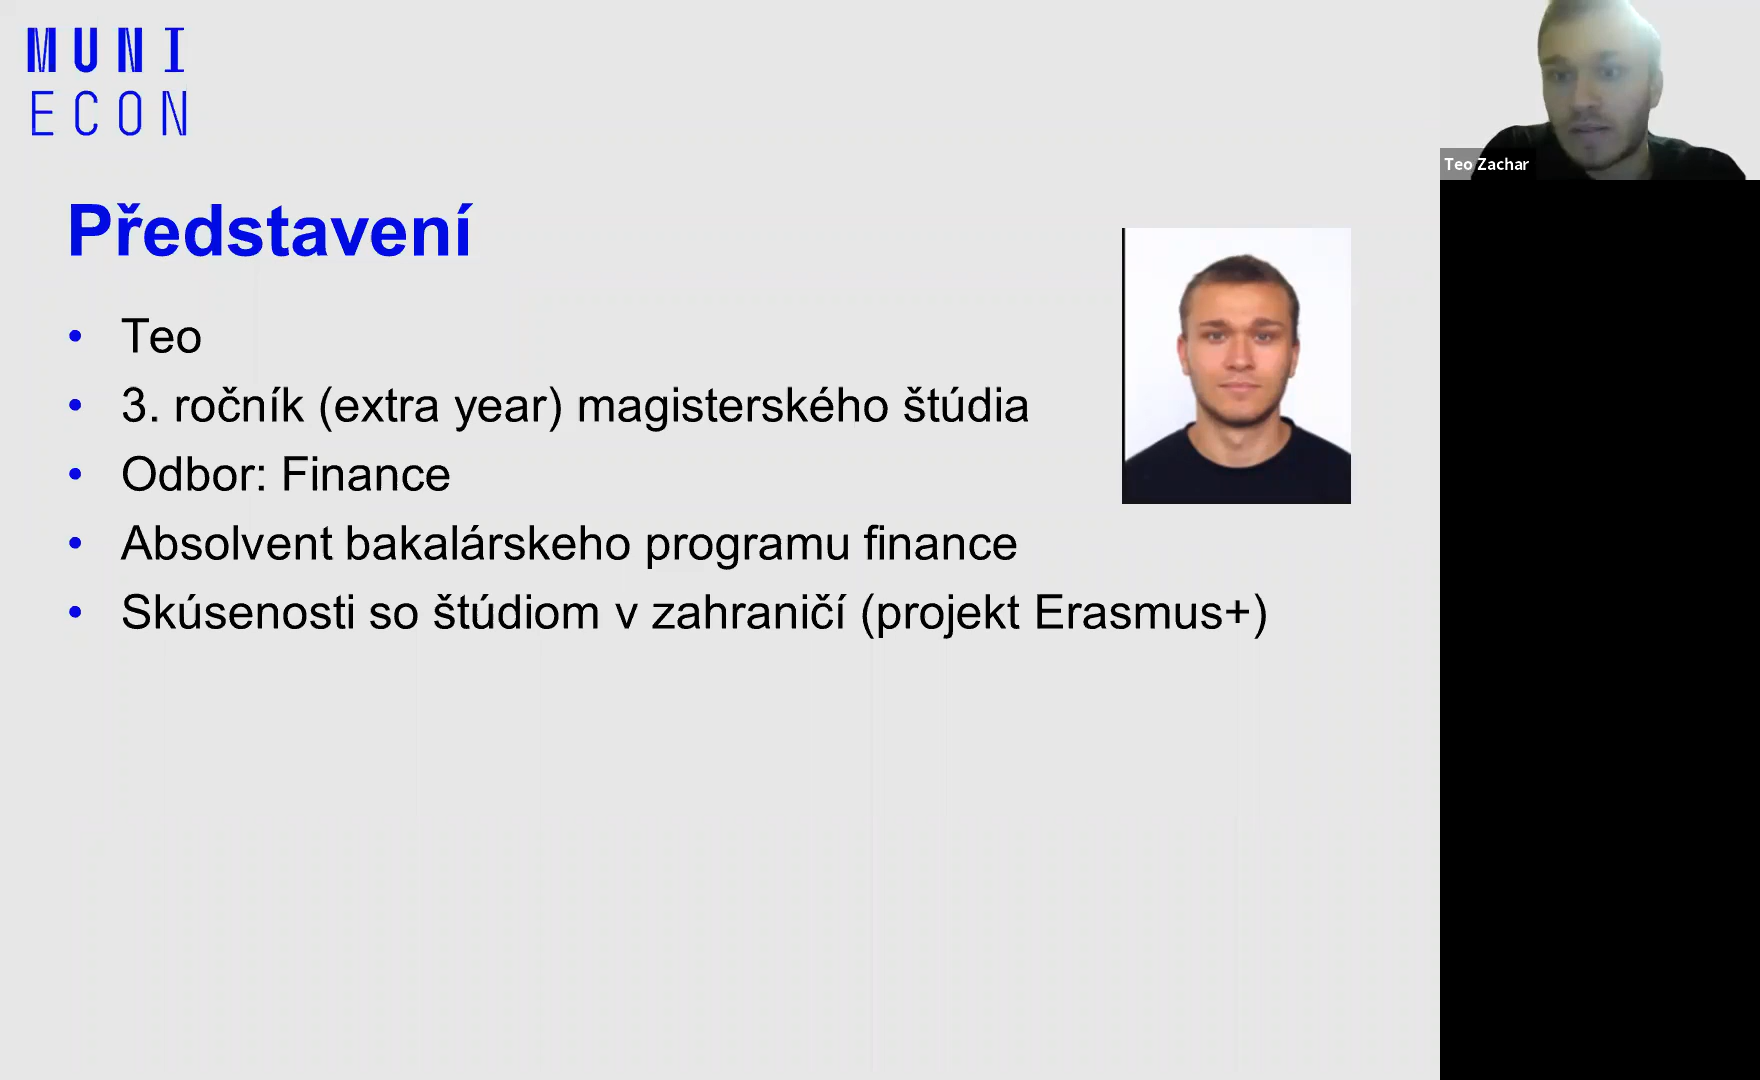 MUNI
ECON
Teo Zachar
Představení
• Teo
• 3. ročník (extra year) magisterského štúdia
• Odbor: Finance
• Absolvent bakalárskeho programu finance
• Skúsenosti so štúdiom v zahraničí (projekt Erasmus+)